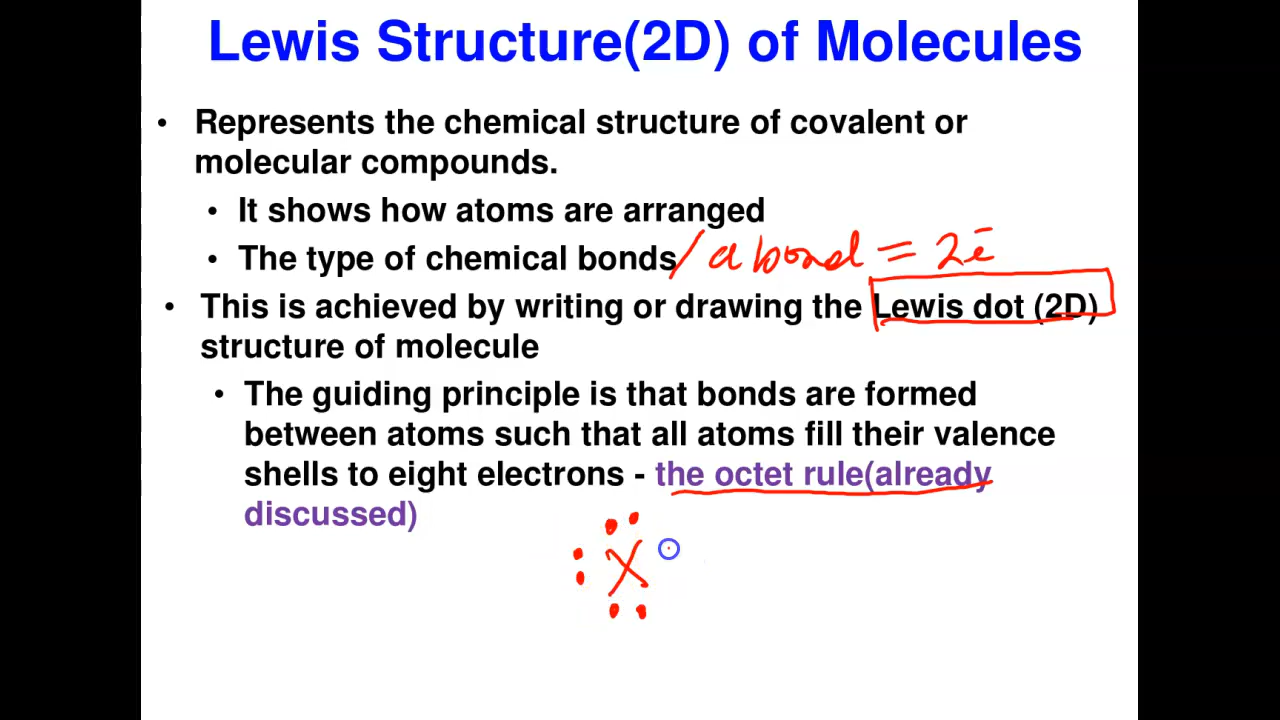 Lewis Structure(2D) of Molecules
• Represents the chemical structure of covalent or
molecular compounds.
• It shows how atoms are arranged
• The type of chemical bonds / a bond = 2ē
• This is achieved by writing or drawing the Lewis dot (2D)
structure of molecule
• The guiding principle is that bonds are formed
between atoms such that all atoms fill their valence
shells to eight electrons - the octet rule(already
discussed)
X